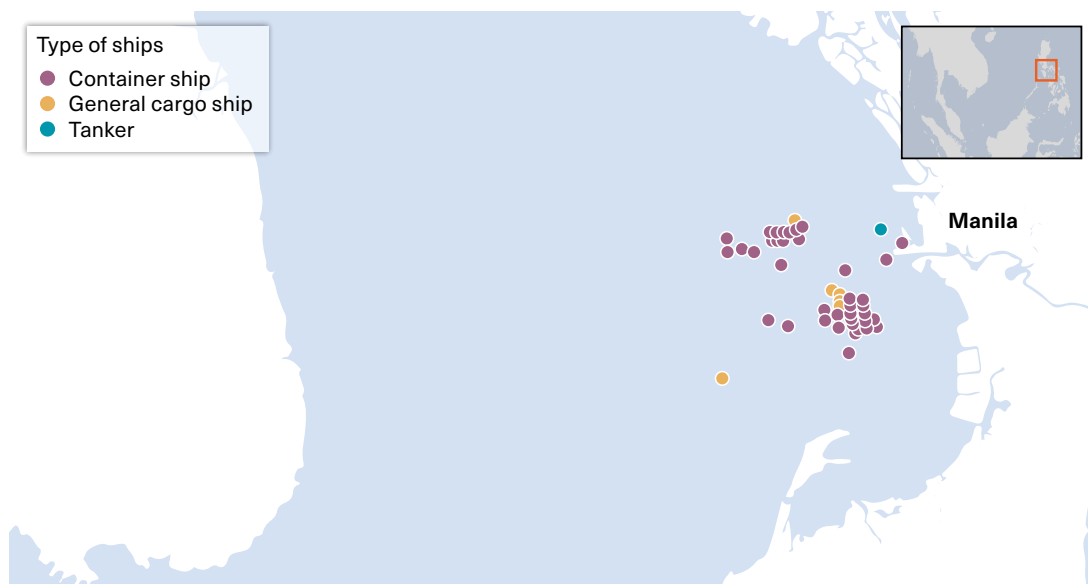 Type of ships
Container ship
General cargo ship
Tanker
Manila